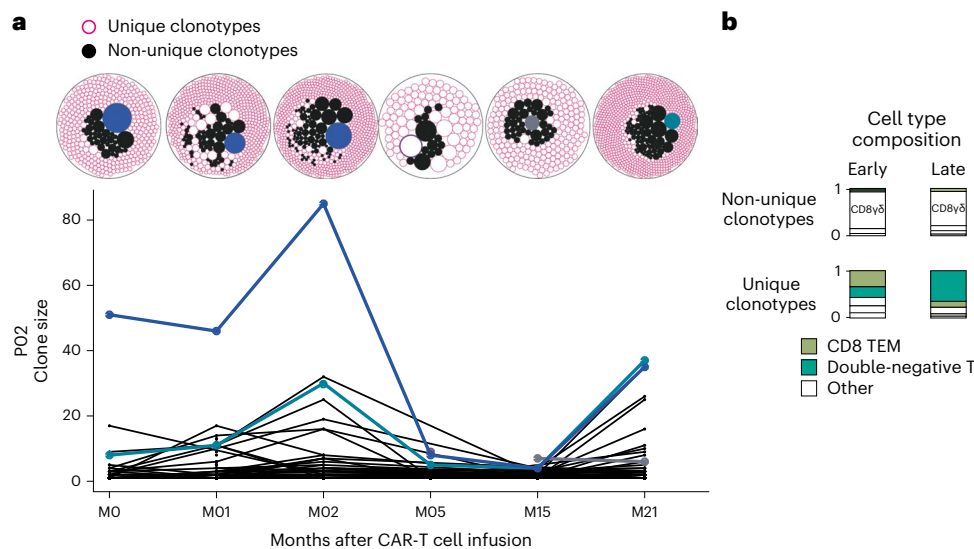 a
Unique clonotypes
Non-unique clonotypes
P02
Clone size
80
60
40
20
0
M0
M01
M02
M05
M15
M21
Months after CAR-T cell infusion
b
Cell type
composition
Early
Late
Non-unique
clonotypes
1
0
CD8γδ
CD8γδ
Unique
clonotypes
1
0
CD8 TEM
Double-negative T
Other